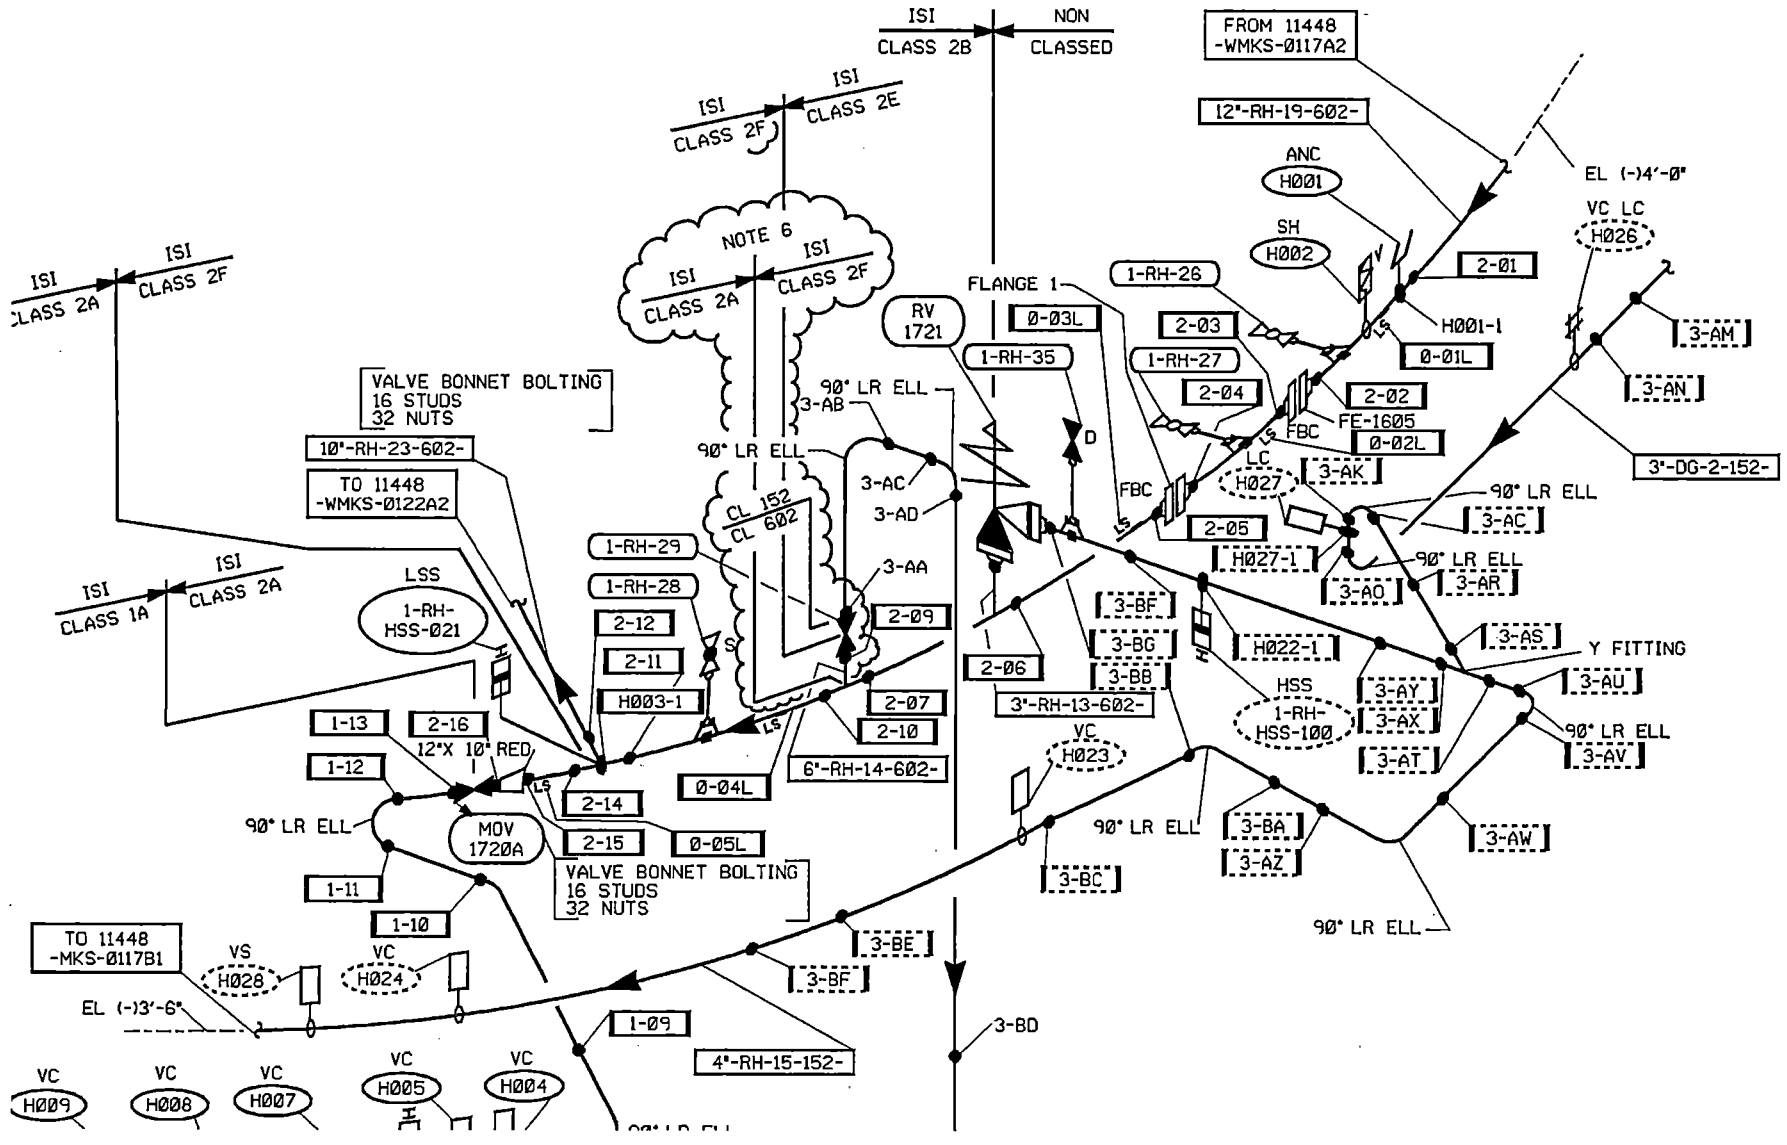 ISI
CLASS 2B
NON
CLASSED
FROM 11448
-WMKS-0117A2
ISI
CLASS 2F
ISI
CLASS 2E
12"-RH-19-602-
ANC
H001
EL (-)4'-0"
VC LC
H026
SH
H002
V
NOTE 6
ISI
CLASS 2A
ISI
CLASS 2F
ISI
CLASS 2A
ISI
CLASS 2F
1-RH-26
2-01
FLANGE 1
RV
1721
0-03L
2-03
H001-1
LS
3-AM
1-RH-35
1-RH-27
0-01L
2-04
3-AN
VALVE BONNET BOLTING
16 STUDS
32 NUTS
90° LR ELL
3-AB
2-02
FE-1605
FBC
LS
0-02L
D
10"-RH-23-602-
90° LR ELL
LC
H027
3-AK
3"-DG-2-152-
TO 11448
-WMKS-0122A2
3-AC
FBC
90° LR ELL
CL 152
CL 602
3-AD
LS
2-05
3-AC
1-RH-29
H027-1
90° LR ELL
LSS
3-AA
ISI
CLASS 1A
ISI
CLASS 2A
1-RH-28
3-AO
3-AR
1-RH-
HSS-021
2-12
2-09
3-BF
H
S
3-BG
H
H022-1
3-AS
Y FITTING
2-11
2-06
3-BB
HSS
3-AY
3-AU
H003-1
2-07
3"-RH-13-602-
1-RH-
HSS-100
3-AX
1-13
2-16
LS
2-10
VC
H023
90° LR ELL
12"X 10" RED
3-AT
3-AV
1-12
LS
6"-RH-14-602-
2-14
0-04L
90° LR ELL
MOV
1720A
2-15
0-05L
90° LR ELL
3-BA
3-AW
3-AZ
VALVE BONNET BOLTING
16 STUDS
32 NUTS
1-11
3-BC
1-10
90° LR ELL
TO 11448
-MKS-0117B1
3-BE
VS
H028
VC
H024
3-BF
EL (-)3'-6"
1-09
3-BD
4"-RH-15-152-
VC
H009
VC
H008
VC
H007
VC
H005
VC
H004
H
90° LR ELL